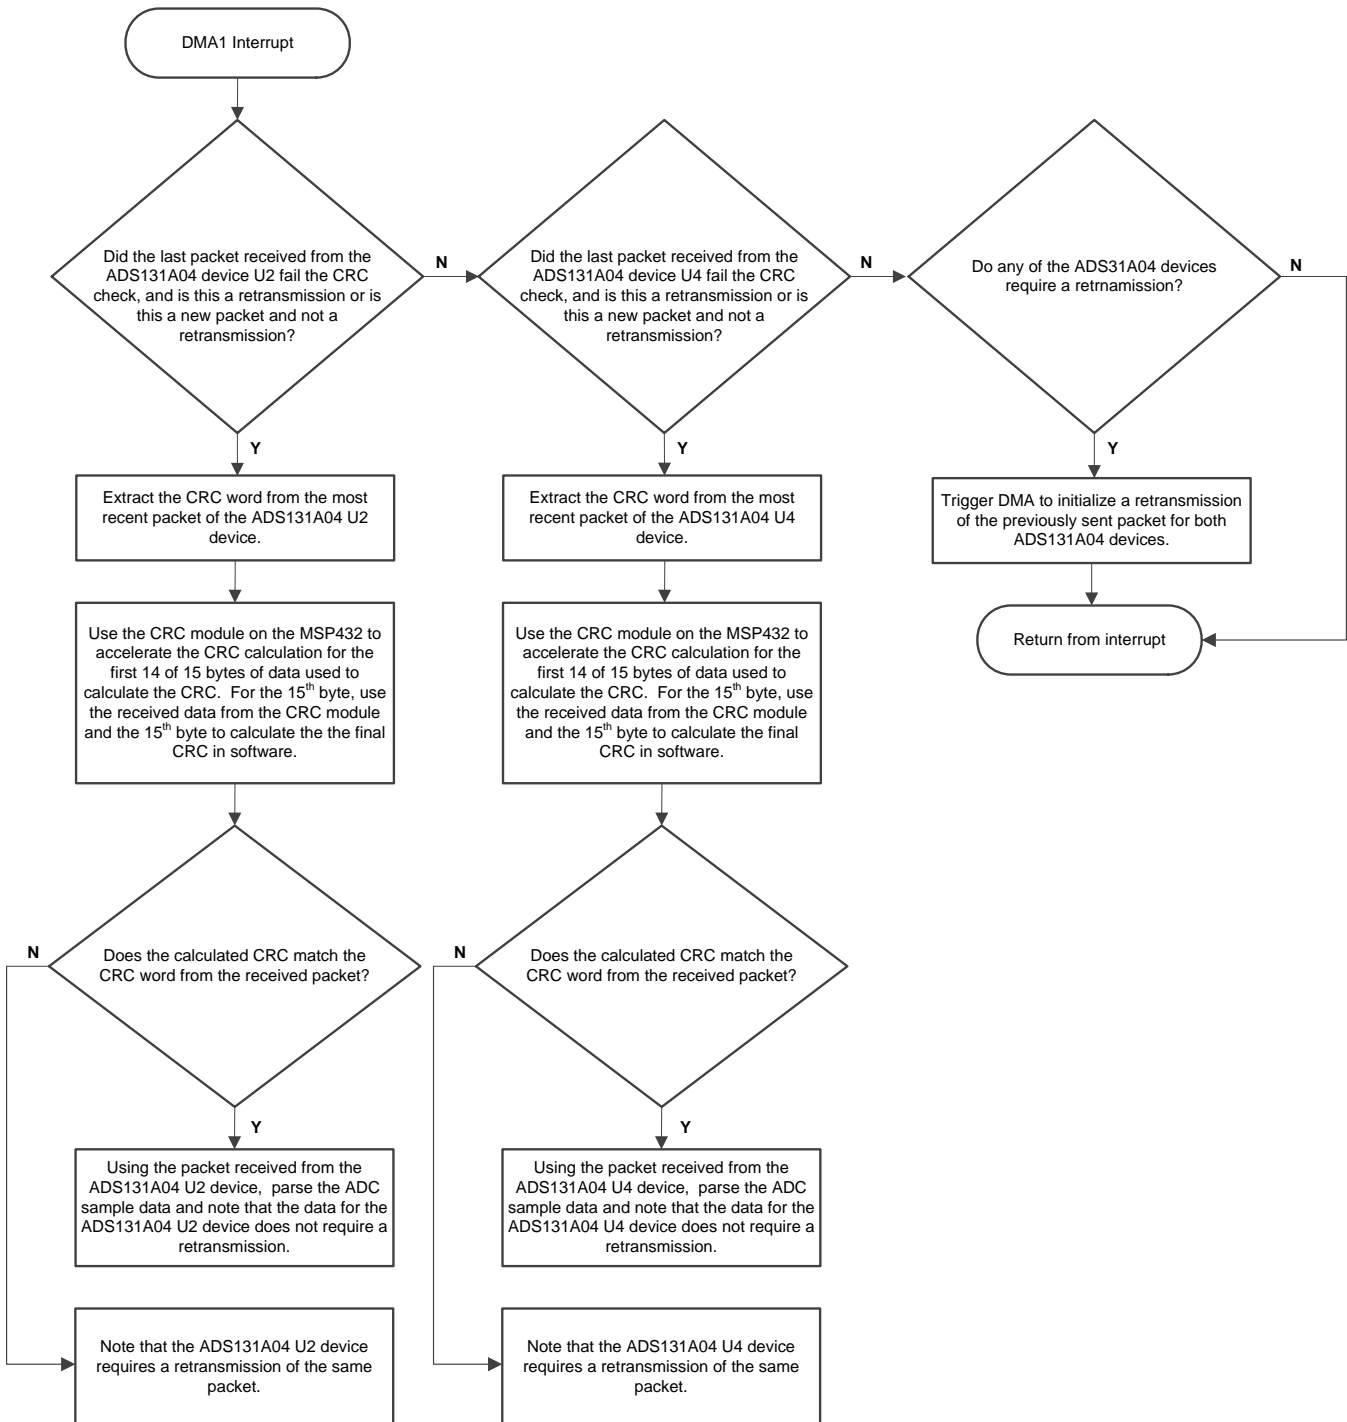 DMA1 Interrupt
Did the last packet received from the
ADS131A04 device U2 fail the CRC
check, and is this a retransmission or is
this a new packet and not a
retransmission?
N
Y
Extract the CRC word from the most
recent packet of the ADS131A04 U2
device.
Use the CRC module on the MSP432 to
accelerate the CRC calculation for the
first 14 of 15 bytes of data used to
calculate the CRC. For the 15th byte, use
the received data from the CRC module
and the 15th byte to calculate the the final
CRC in software.
Does the calculated CRC match the
CRC word from the received packet?
N
Y
Using the packet received from the
ADS131A04 U2 device, parse the ADC
sample data and note that the data for the
ADS131A04 U2 device does not require a
retransmission.
Note that the ADS131A04 U2 device
requires a retransmission of the same
packet.
Did the last packet received from the
ADS131A04 device U4 fail the CRC
check, and is this a retransmission or is
this a new packet and not a
retransmission?
N
Y
Extract the CRC word from the most
recent packet of the ADS131A04 U4
device.
Use the CRC module on the MSP432 to
accelerate the CRC calculation for the
first 14 of 15 bytes of data used to
calculate the CRC. For the 15th byte, use
the received data from the CRC module
and the 15th byte to calculate the final
CRC in software.
Does the calculated CRC match the
CRC word from the received packet?
N
Y
Using the packet received from the
ADS131A04 U4 device, parse the ADC
sample data and note that the data for the
ADS131A04 U4 device does not require a
retransmission.
Note that the ADS131A04 U4 device
requires a retransmission of the same
packet.
Do any of the ADS31A04 devices
require a retrnamission?
N
Y
Trigger DMA to initialize a retransmission
of the previously sent packet for both
ADS131A04 devices.
Return from interrupt